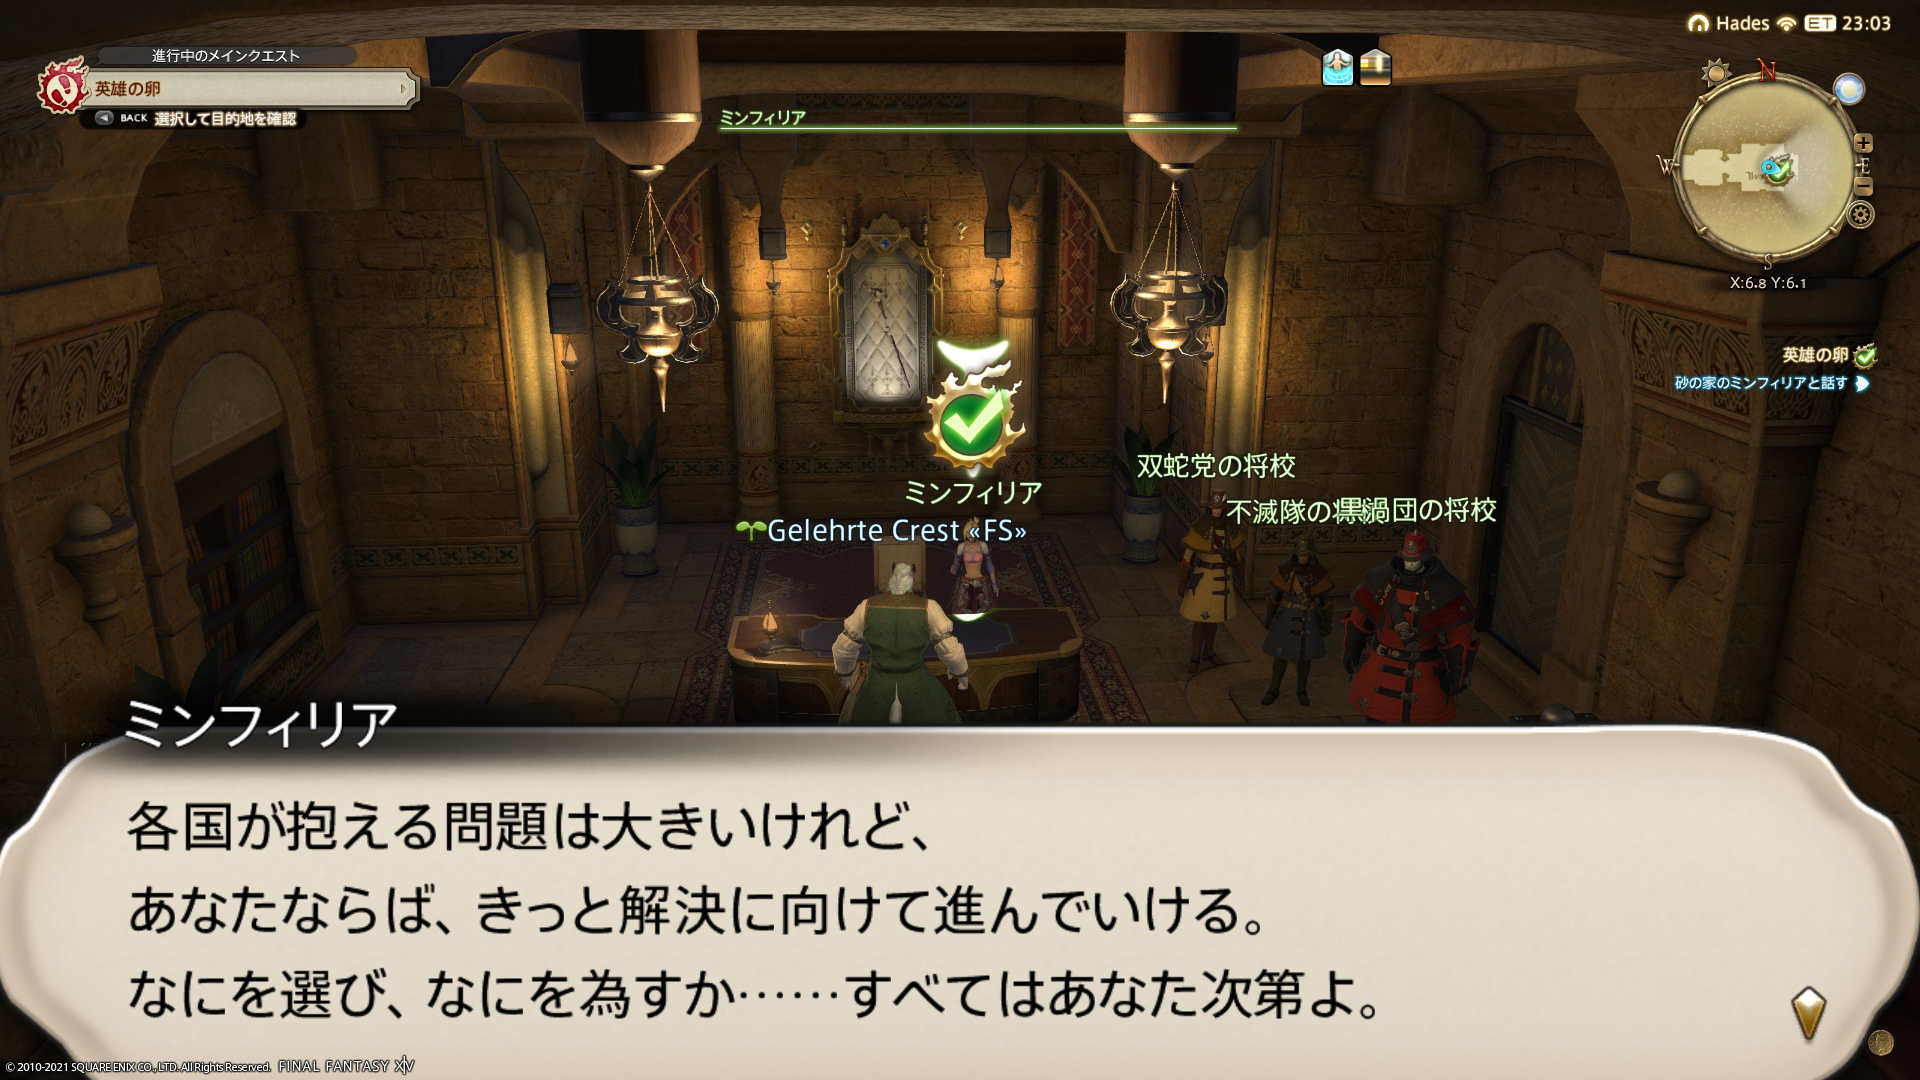 Hades ET 23:03
進行中のメインクエスト
英雄の卵
BACK 選択して目的地を確認
ミンフィリア
N
W
E
S
X:6.8 Y:6.1
英雄の卵
砂の家のミンフィリアと話す
双蛇党の将校
ミンフィリア
不滅隊の
黒渦団の将校
Gelehrte Crest «FS»
ミンフィリア
各国が抱える問題は大きいけれど、
あなたならば、きっと解決に向けて進んでいける。
なにを選び、なにを為すか……すべてはあなた次第よ。
© 2010-2021 SQUARE ENIX CO., LTD. All Rights Reserved. FINAL FANTASY XIV